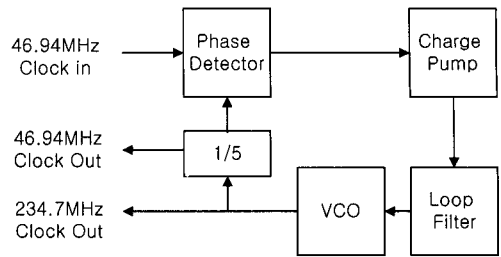 46.94MHz
Clock in
Phase
Detector
Charge
Pump
46.94MHz
Clock Out
1/5
234.7MHz
Clock Out
VCO
Loop
Filter